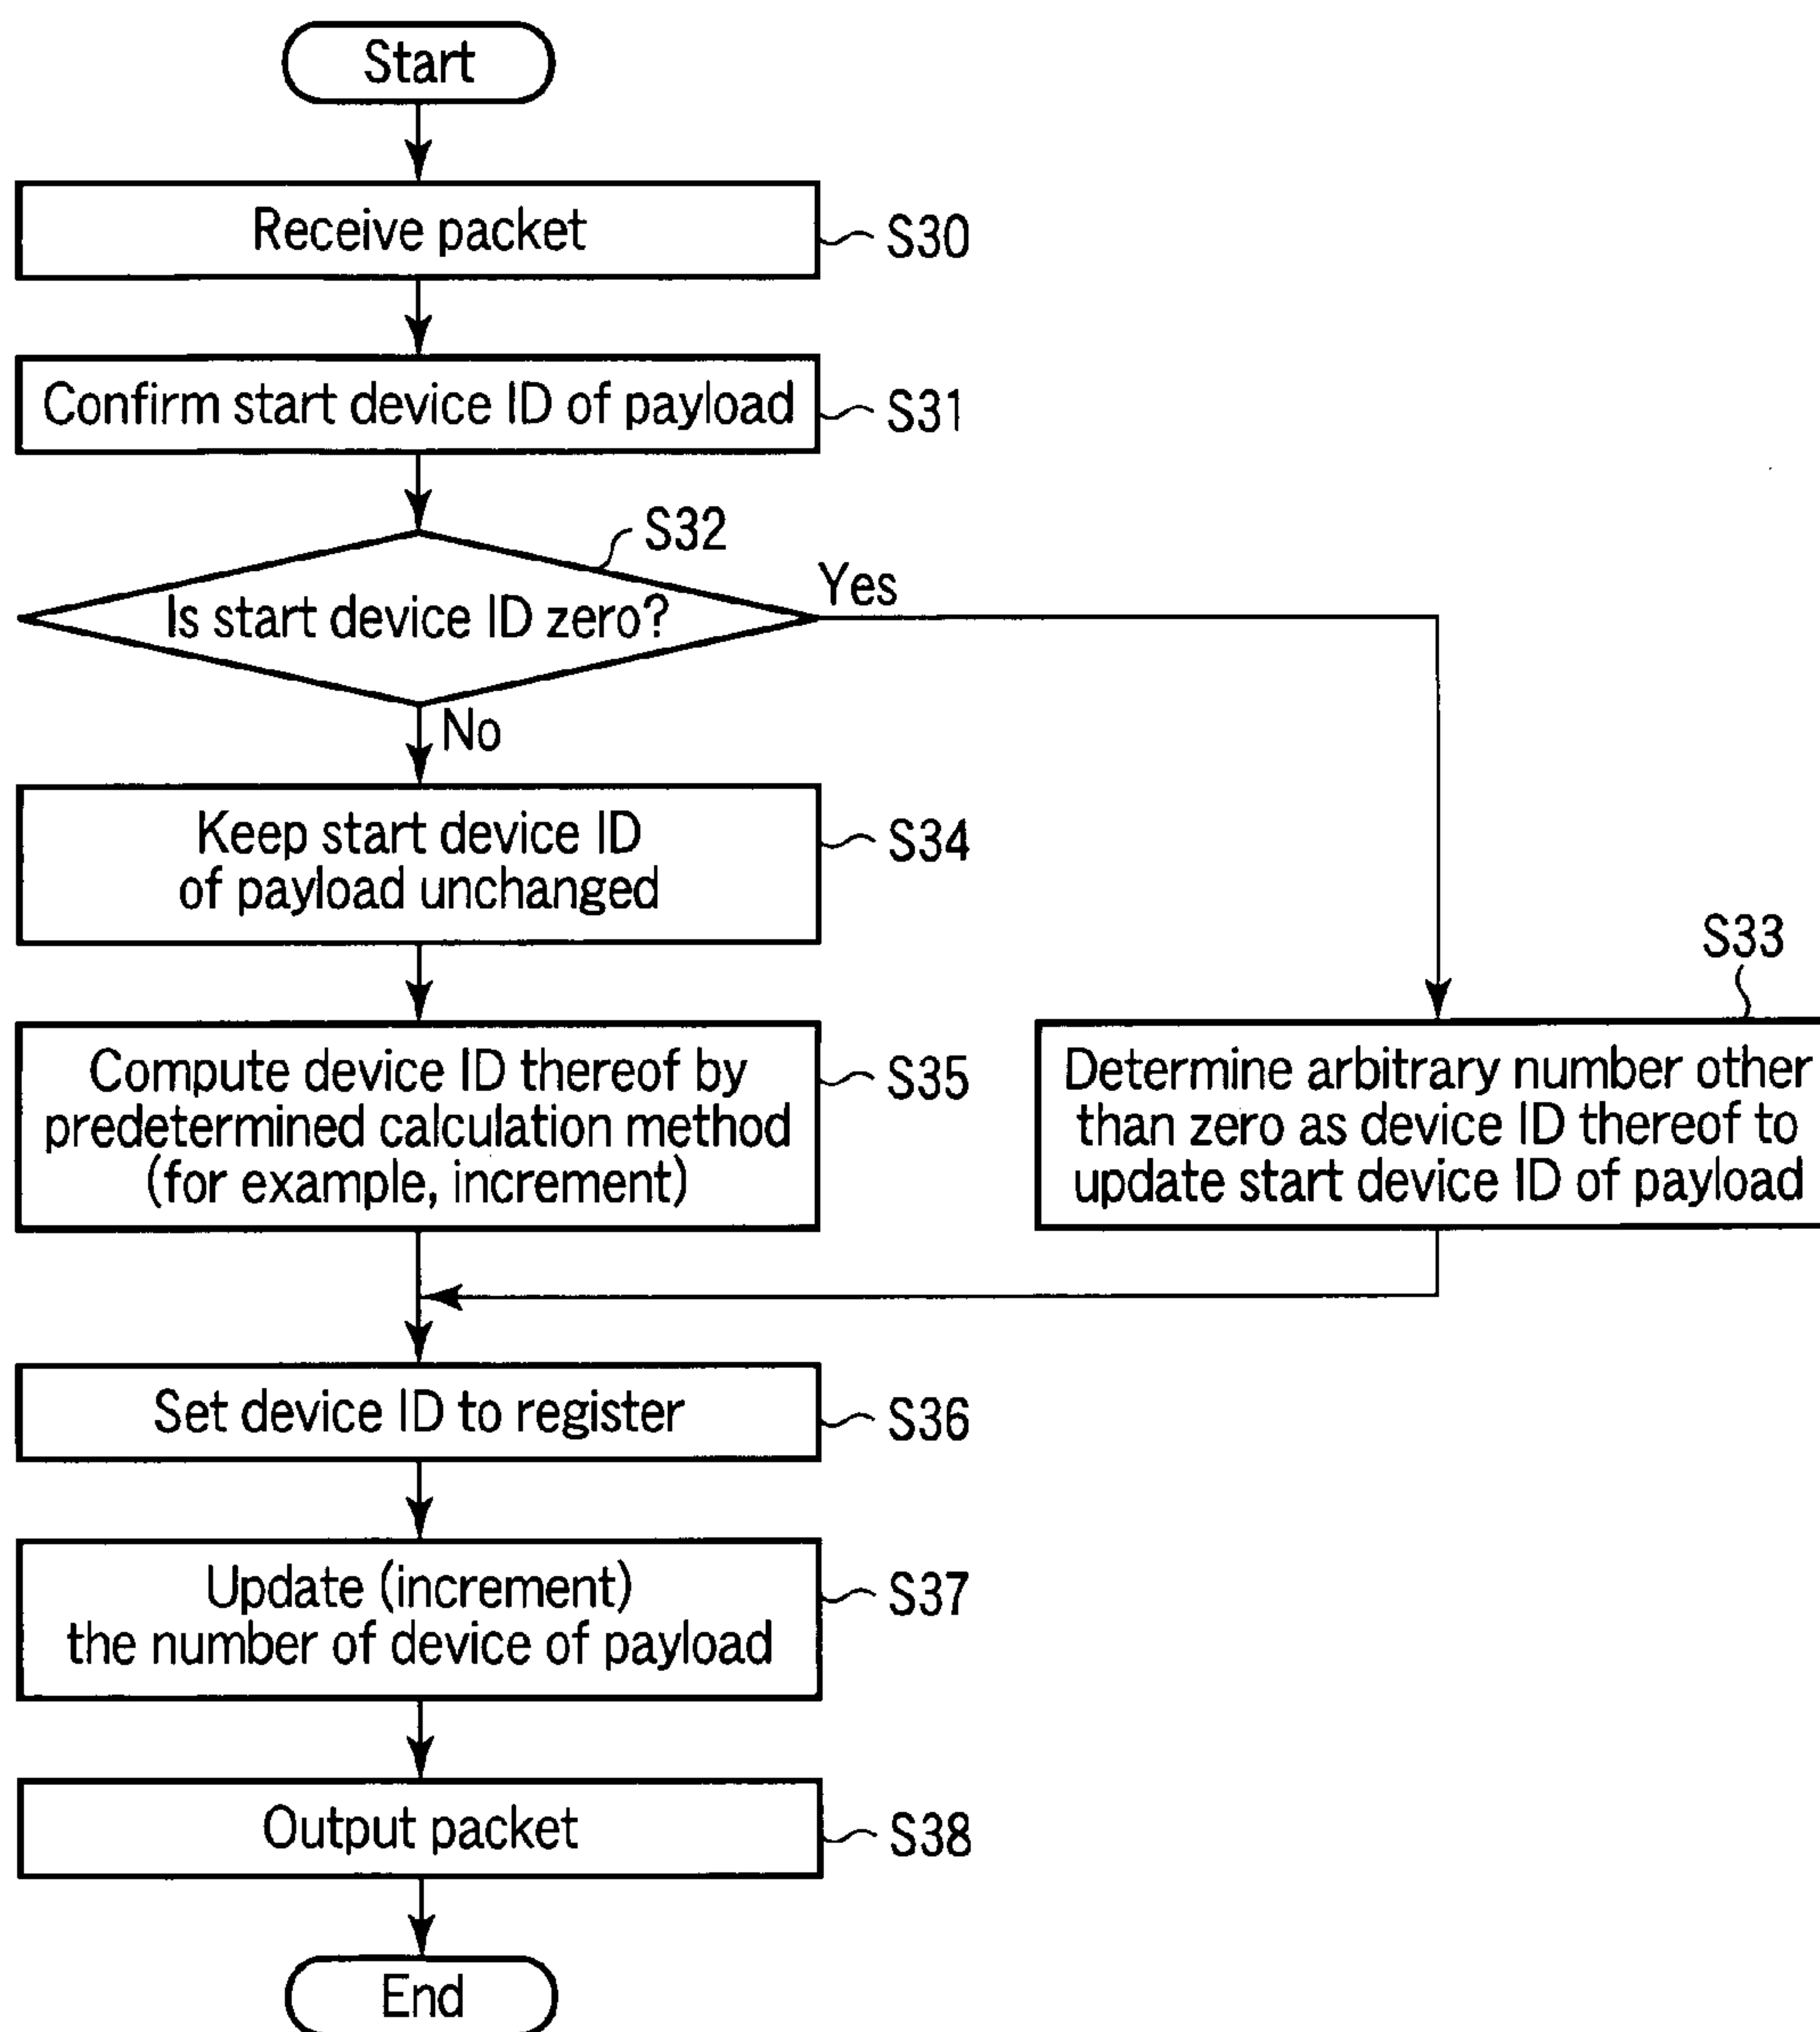 Start
Receive packet
S30
Confirm start device ID of payload
S31
S32
Is start device ID zero?
Yes
No
Keep start device ID
of payload unchanged
S34
S33
Compute device ID thereof by
predetermined calculation method
(for example, increment)
S35
Determine arbitrary number other
than zero as device ID thereof to
update start device ID of payload
Set device ID to register
S36
Update (increment)
the number of device of payload
S37
Output packet
S38
End